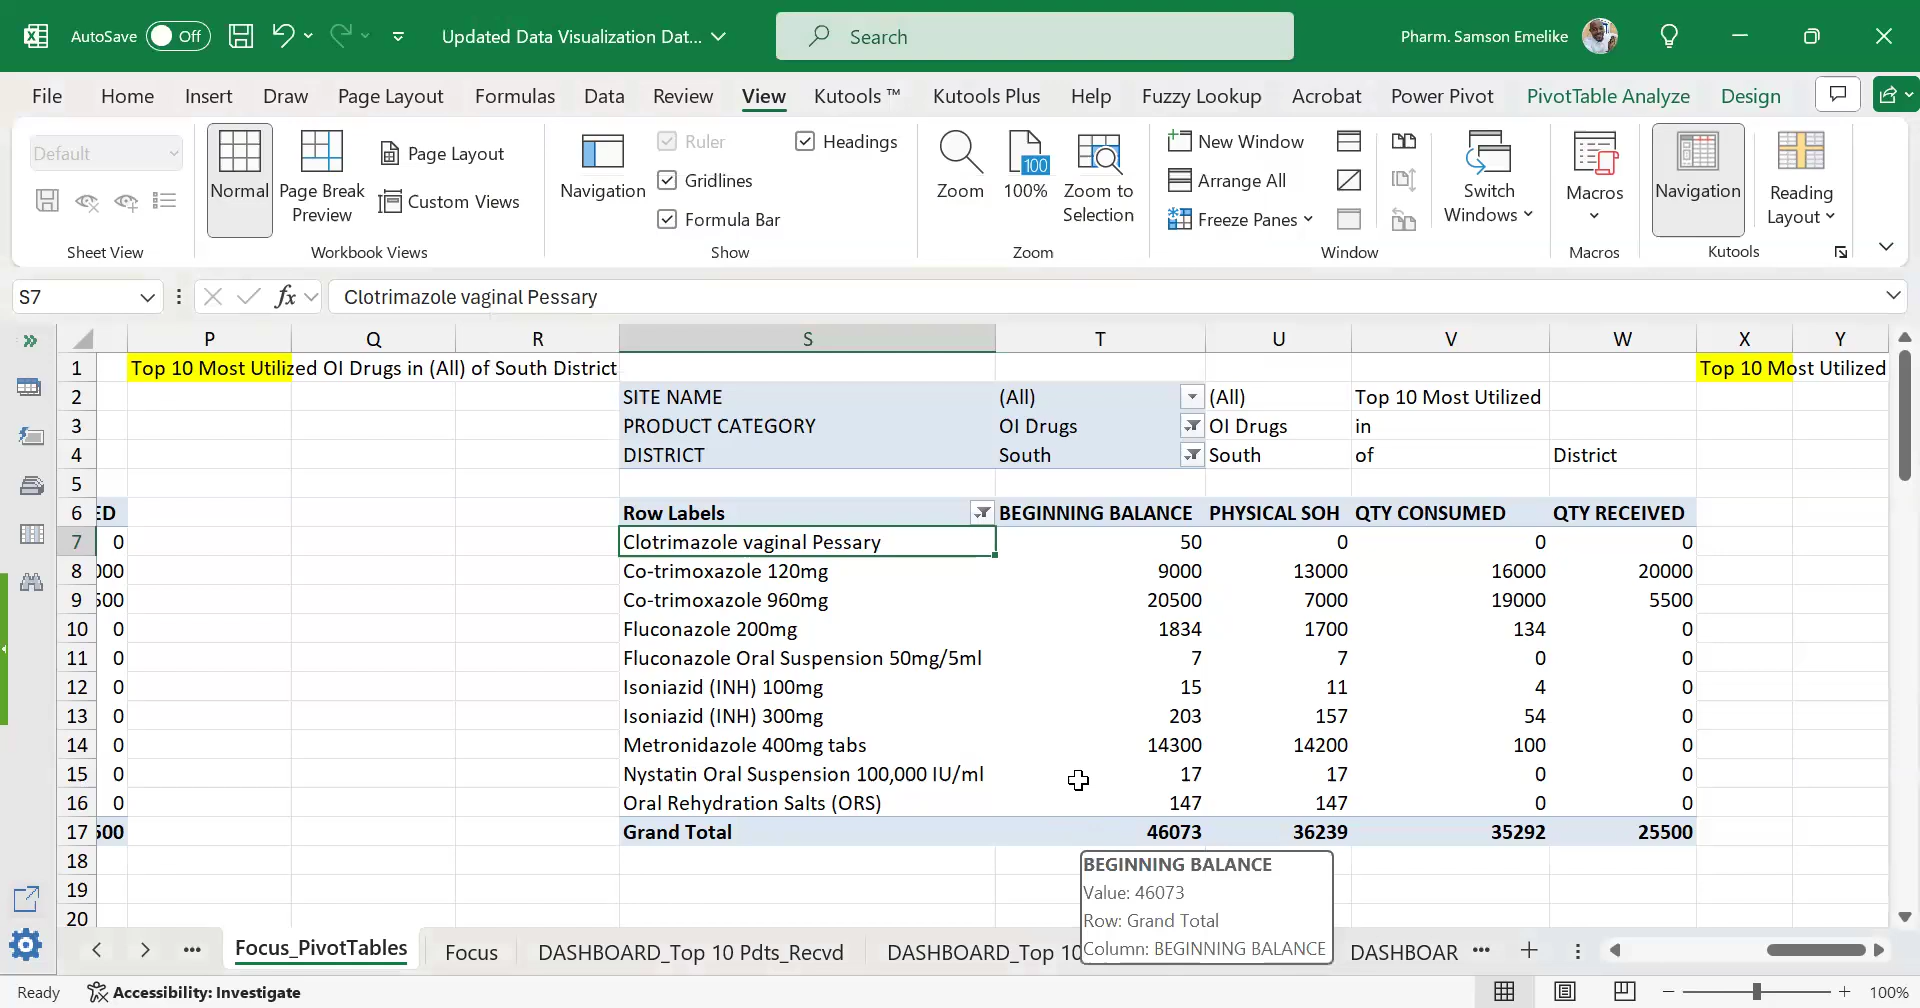 AutoSave Off Updated Data Visualization Dat... Search Pharm. Samson Emelike
File Home Insert Draw Page Layout Formulas Data Review View Kutools ™ Kutools Plus Help Fuzzy Lookup Acrobat Power Pivot PivotTable Analyze Design
Default
Normal
Page Break Preview
Page Layout
Custom Views
Navigation
Ruler
Gridlines
Formula Bar
Headings
Zoom
100
100%
Zoom to Selection
New Window
Arrange All
Freeze Panes
Switch Windows
Macros
Navigation
Reading Layout
Sheet View Workbook Views Show Zoom Window Macros Kutools
S7 fx Clotrimazole vaginal Pessary
P Q R S T U V W X Y
1 Top 10 Most Utilized OI Drugs in (All) of South District Top 10 Most Utilized
2 SITE NAME (All) (All) Top 10 Most Utilized
3 PRODUCT CATEGORY OI Drugs OI Drugs in
4 DISTRICT South South of District
5
6 ED Row Labels BEGINNING BALANCE PHYSICAL SOH QTY CONSUMED QTY RECEIVED
7 0 Clotrimazole vaginal Pessary 50 0 0 0
8 000 Co-trimoxazole 120mg 9000 13000 16000 20000
9 500 Co-trimoxazole 960mg 20500 7000 19000 5500
10 0 Fluconazole 200mg 1834 1700 134 0
11 0 Fluconazole Oral Suspension 50mg/5ml 7 7 0 0
12 0 Isoniazid (INH) 100mg 15 11 4 0
13 0 Isoniazid (INH) 300mg 203 157 54 0
14 0 Metronidazole 400mg tabs 14300 14200 100 0
15 0 Nystatin Oral Suspension 100,000 IU/ml 17 17 0 0
16 0 Oral Rehydration Salts (ORS) 147 147 0 0
17 500 Grand Total 46073 36239 35292 25500
18
19
20
BEGINNING BALANCE
Value: 46073
Row: Grand Total
Column: BEGINNING BALANCE
... Focus_PivotTables Focus DASHBOARD_Top 10 Pdts_Recvd DASHBOARD_Top 10 DASHBOAR ...
Ready Accessibility: Investigate 100%